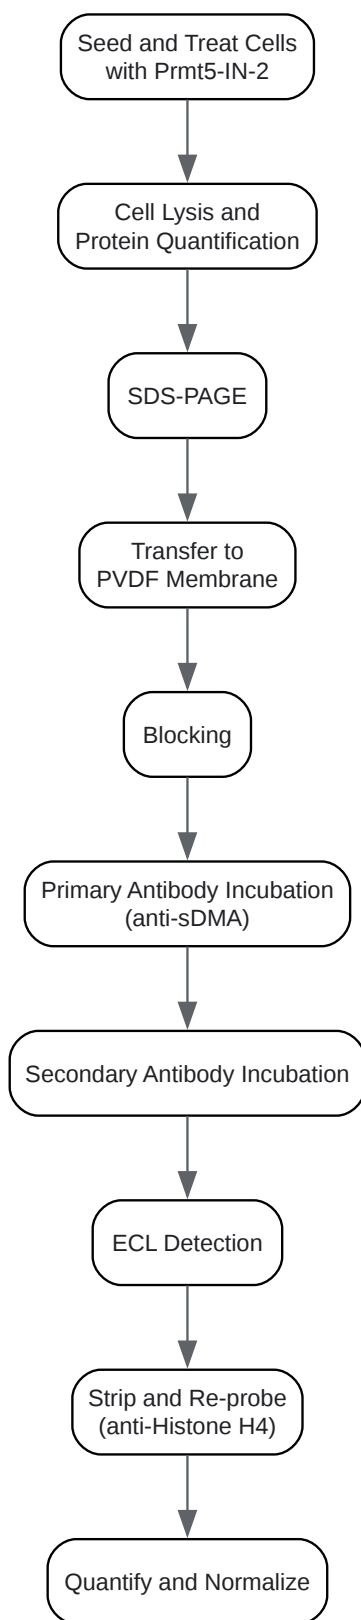 Seed and Treat Cells
with Prmt5-IN-2
Cell Lysis and
Protein Quantification
SDS-PAGE
Transfer to
PVDF Membrane
Blocking
Primary Antibody Incubation
(anti-sDMA)
Secondary Antibody Incubation
ECL Detection
Strip and Re-probe
(anti-Histone H4)
Quantify and Normalize